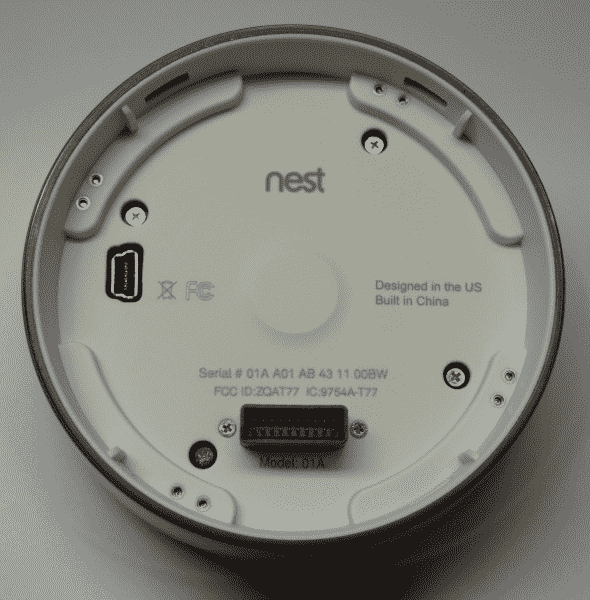 nest
FC
Designed in the US
Built in China
Serial # 01A A01 AB 43 11 00BW
FCC ID:ZQAT77 IC:9754A-T77
Model: 01A